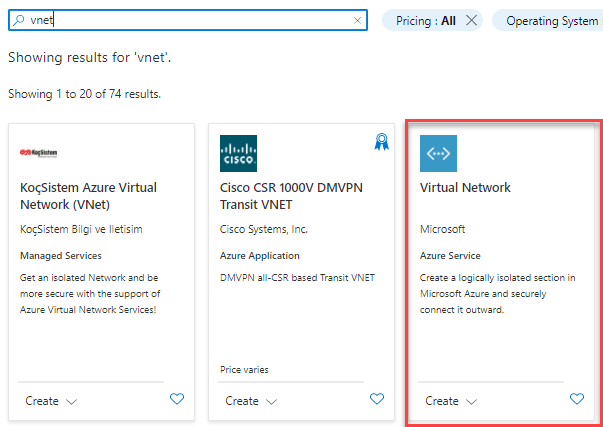 vnet
Pricing : All
Operating System
Showing results for 'vnet'.
Showing 1 to 20 of 74 results.
KoçSistem
KoçSistem Azure Virtual
Network (VNet)
KoçSistem Bilgi ve Iletisim
Managed Services
Get an isolated Network and be
more secure with the support of
Azure Virtual Network Services!
Create
CISCO.
Cisco CSR 1000V DMVPN
Transit VNET
Cisco Systems, Inc.
Azure Application
DMVPN all-CSR based Transit VNET
Price varies
Create
Virtual Network
Microsoft
Azure Service
Create a logically isolated section in
Microsoft Azure and securely
connect it outward.
Create